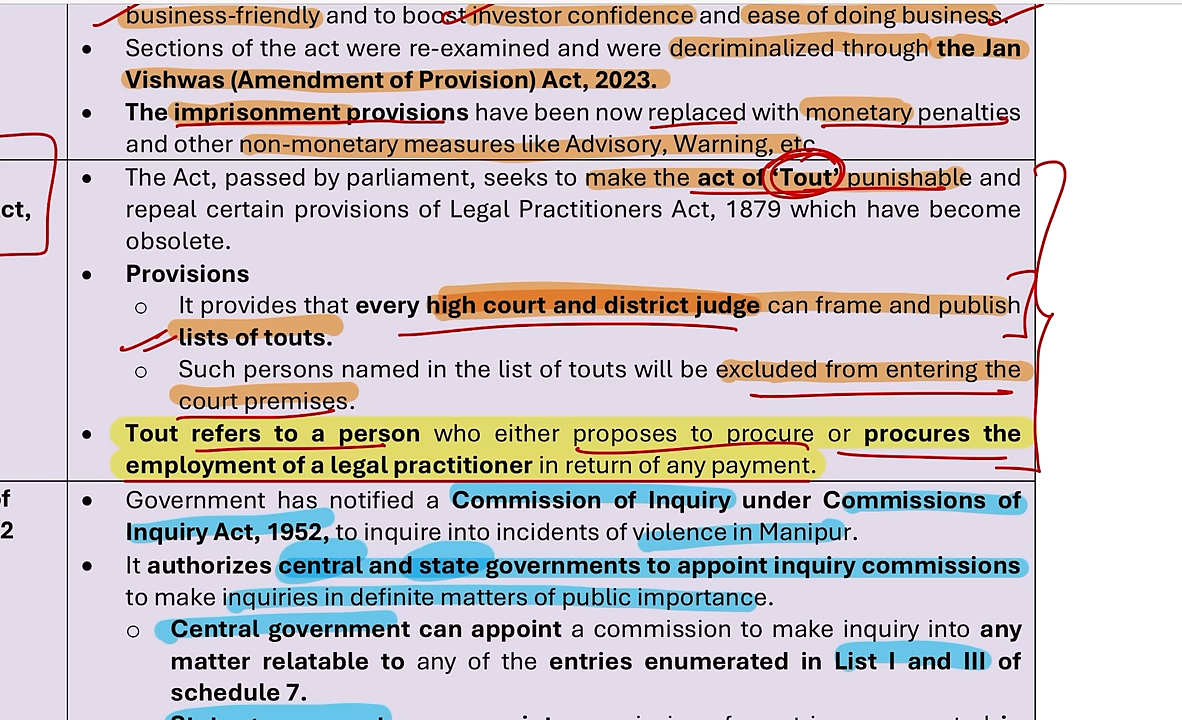 business-friendly and to boost investor confidence and ease of doing business.
• Sections of the act were re-examined and were decriminalized through the Jan
Vishwas (Amendment of Provision) Act, 2023.
• The imprisonment provisions have been now replaced with monetary penalties
and other non-monetary measures like Advisory, Warning, etc
• The Act, passed by parliament, seeks to make the act of ‘Tout’ punishable and
ct,
repeal certain provisions of Legal Practitioners Act, 1879 which have become
obsolete.
• Provisions
o It provides that every high court and district judge can frame and publish
lists of touts.
o Such persons named in the list of touts will be excluded from entering the
court premises.
• Tout refers to a person who either proposes to procure or procures the
employment of a legal practitioner in return of any payment.
of
• Government has notified a Commission of Inquiry under Commissions of
2
Inquiry Act, 1952, to inquire into incidents of violence in Manipur.
• It authorizes central and state governments to appoint inquiry commissions
to make inquiries in definite matters of public importance.
o Central government can appoint a commission to make inquiry into any
matter relatable to any of the entries enumerated in List I and III of
schedule 7.